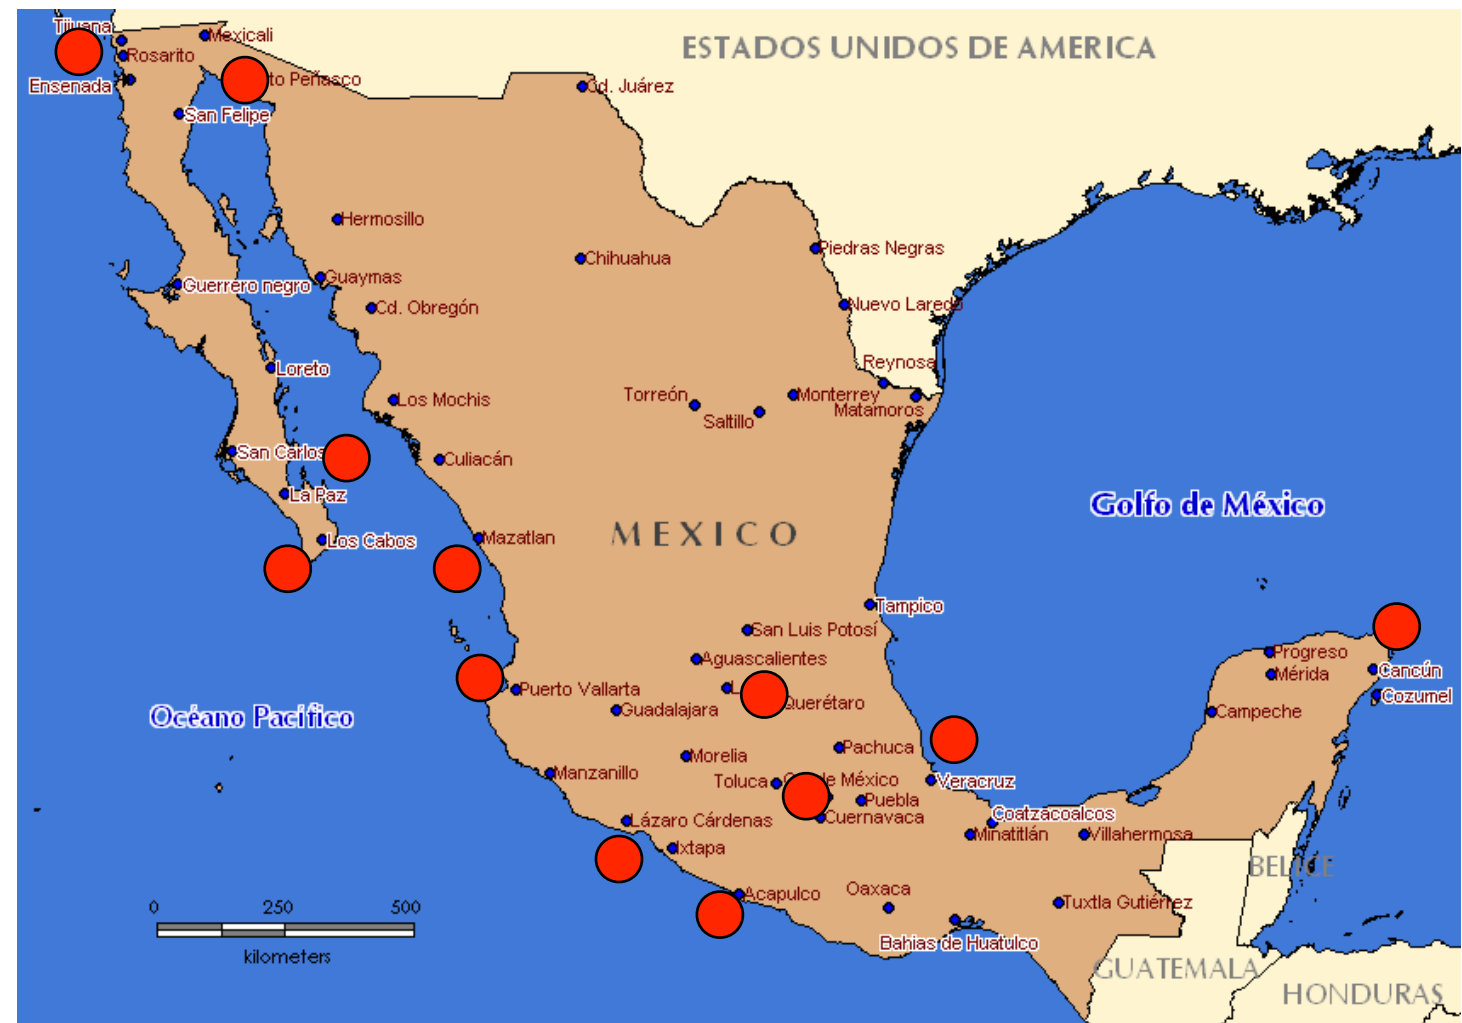 Tijuana
Mexicali
ESTADOS UNIDOS DE AMERICA
Rosarito
Ensenada
Peñasco
Cd. Juárez
San Felipe
Hermosillo
Piedras Negras
Chihuahua
Guaymas
Guerrero negro
Cd. Obregón
Nuevo Laredo
Reynosa
Loreto
Los Mochis
Torreón
Monterrey
Saltillo
Matamoros
San Carlos
Culiacán
La Paz
Golfo de México
MEXICO
Los Cabos
Mazatlan
Tampico
San Luis Potosí
Aguascalientes
Progreso
Mérida
Cancún
Cozumel
Puerto Vallarta
Querétaro
Guadalajara
Campeche
Océano Pacífico
Pachuca
Morelia
Manzanillo
Toluca
de México
Veracruz
Puebla
Lázaro Cárdenas
Cuernavaca
Coatzacoalcos
Minatitlán
Villahermosa
Ixtapa
BELICE
Acapulco
Oaxaca
Tuxtla Gutiérrez
0 250 500
kilometers
Bahias de Huatulco
GUATEMALA
HONDURAS